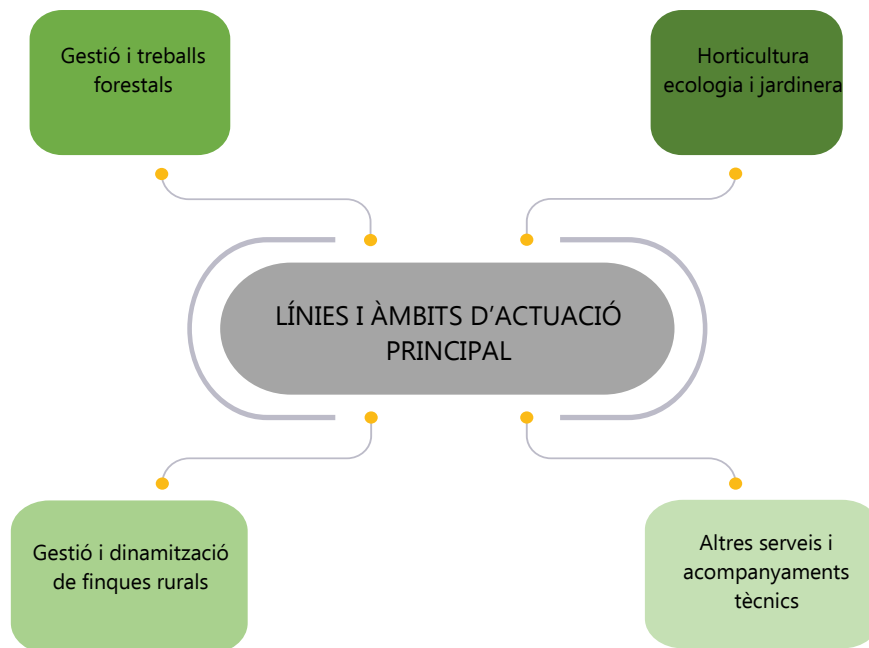 Gestió i treballs
forestals
Horticultura
ecologia i jardinera
LÍNIES I ÀMBITS D'ACTUACIÓ
PRINCIPAL
Gestió i dinamització
de finques rurals
Altres serveis i
acompanyaments
tècnics